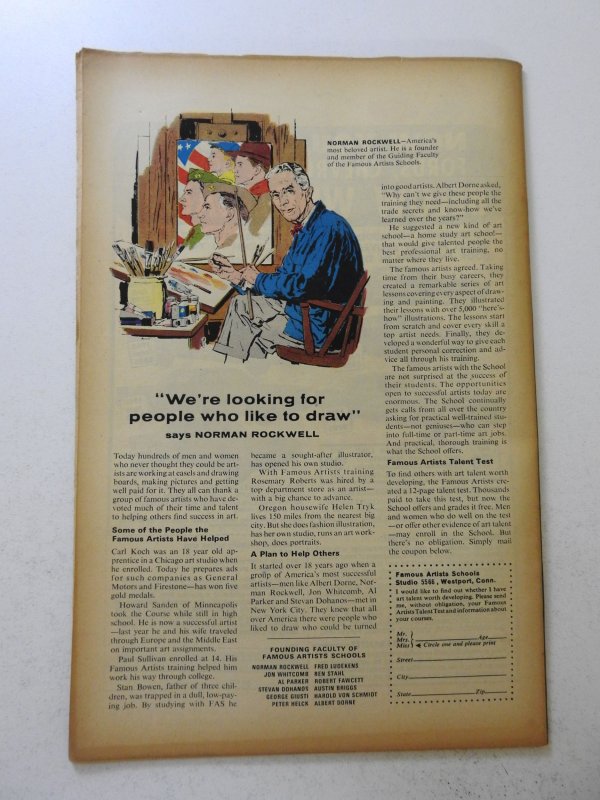 NORMAN ROCKWELL—America's
most beloved artist. He is a founder
and member of the Guiding Faculty
of the Famous Artists Schools.
"We're looking for
people who like to draw"
says NORMAN ROCKWELL
Today hundreds of men and women
who never thought they could be art-
ists are working at easels and drawing
boards, making pictures and getting
well paid for it. They all can thank a
group of famous artists who have de-
voted much of their time and talent
to helping others find success in art.
Some of the People the
Famous Artists Have Helped
Carl Koch was an 18 year old ap-
prentice in a Chicago art studio when
he enrolled. Today he prepares ads
for such companies as General
Motors and Firestone—has won five
gold medals.
Howard Sanden of Minneapolis
took the Course while still in high
school. He is now a successful artist
—last year he and his wife traveled
through Europe and the Middle East
on important art assignments.
Paul Sullivan enrolled at 14. His
Famous Artists training helped him
work his way through college.
Stan Bowen, father of three chil-
dren, was trapped in a dull, low-pay-
ing job. By studying with FAS he
became a sought-after illustrator,
has opened his own studio.
With Famous Artists training
Rosemary Roberts was hired by a
top department store as an artist—
with a big chance to advance.
Oregon housewife Helen Tryk
lives 150 miles from the nearest big
city. But she does fashion illustration,
has her own studio, runs an art work-
shop, does portraits.
A Plan to Help Others
It started over 18 years ago when a
group of America's most successful
artists—men like Albert Dorne, Nor-
man Rockwell, Jon Whitcomb, Al
Parker and Stevan Dohanos—met in
New York City. They knew that all
over America there were people who
liked to draw who could be turned
into good artists. Albert Dorne asked,
"Why can't we give these people the
training they need—including all the
trade secrets and know-how we've
learned over the years?"
He suggested a new kind of art
school—a home study art school—
that would give talented people the
best professional art training, no
matter where they live.
The famous artists agreed. Taking
time from their busy careers, they
created a remarkable series of art
lessons covering every aspect of draw-
ing and painting. They illustrated
their lessons with over 5,000 "here's-
how" illustrations. The lessons start
from scratch and cover every skill a
top artist needs. Finally, they de-
veloped a wonderful way to give each
student personal correction and ad-
vice all through his training.
The famous artists with the School
are not surprised at the success of
their students. The opportunities
open to successful artists today are
enormous. The School continually
gets calls from all over the country
asking for practical well-trained stu-
dents—not geniuses—who can step
into full-time or part-time art jobs.
And practical, thorough training is
what the School offers.
Famous Artists Talent Test
To find others with art talent worth
developing, the Famous Artists cre-
ated a 12-page talent test. Thousands
paid to take this test, but now the
School offers and grades it free. Men
and women who do well on the test
—or offer other evidence of art talent
—may enroll in the School. But
there's no obligation. Simply mail
the coupon below.
FOUNDING FACULTY OF
FAMOUS ARTISTS SCHOOLS
NORMAN ROCKWELL FRED LUDEKENS
JON WHITCOMB BEN STAHL
AL PARKER ROBERT FAWCETT
STEVAN DOHANOS AUSTIN BRIGGS
GEORGE GIUSTI HAROLD VON SCHMIDT
PETER HELCK ALBERT DORNE
Famous Artists Schools
Studio 5566, Westport, Conn.
I would like to find out whether I have
art talent worth developing. Please send
me, without obligation, your Famous
Artists Talent Test and information about
your courses.
Mr.
Mrs. Age
Miss Circle one and please print
Street
City
State Zip